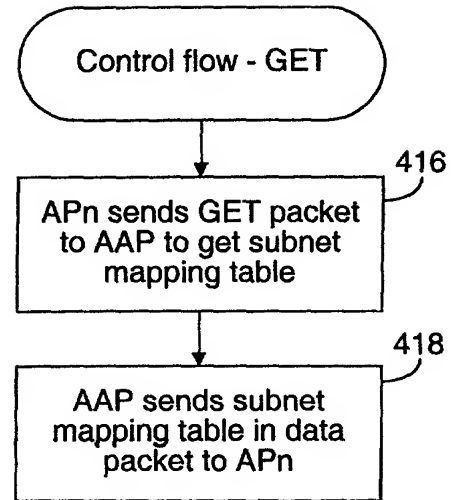 Control flow - GET
416
APn sends GET packet
to AAP to get subnet
mapping table
418
AAP sends subnet
mapping table in data
packet to APn